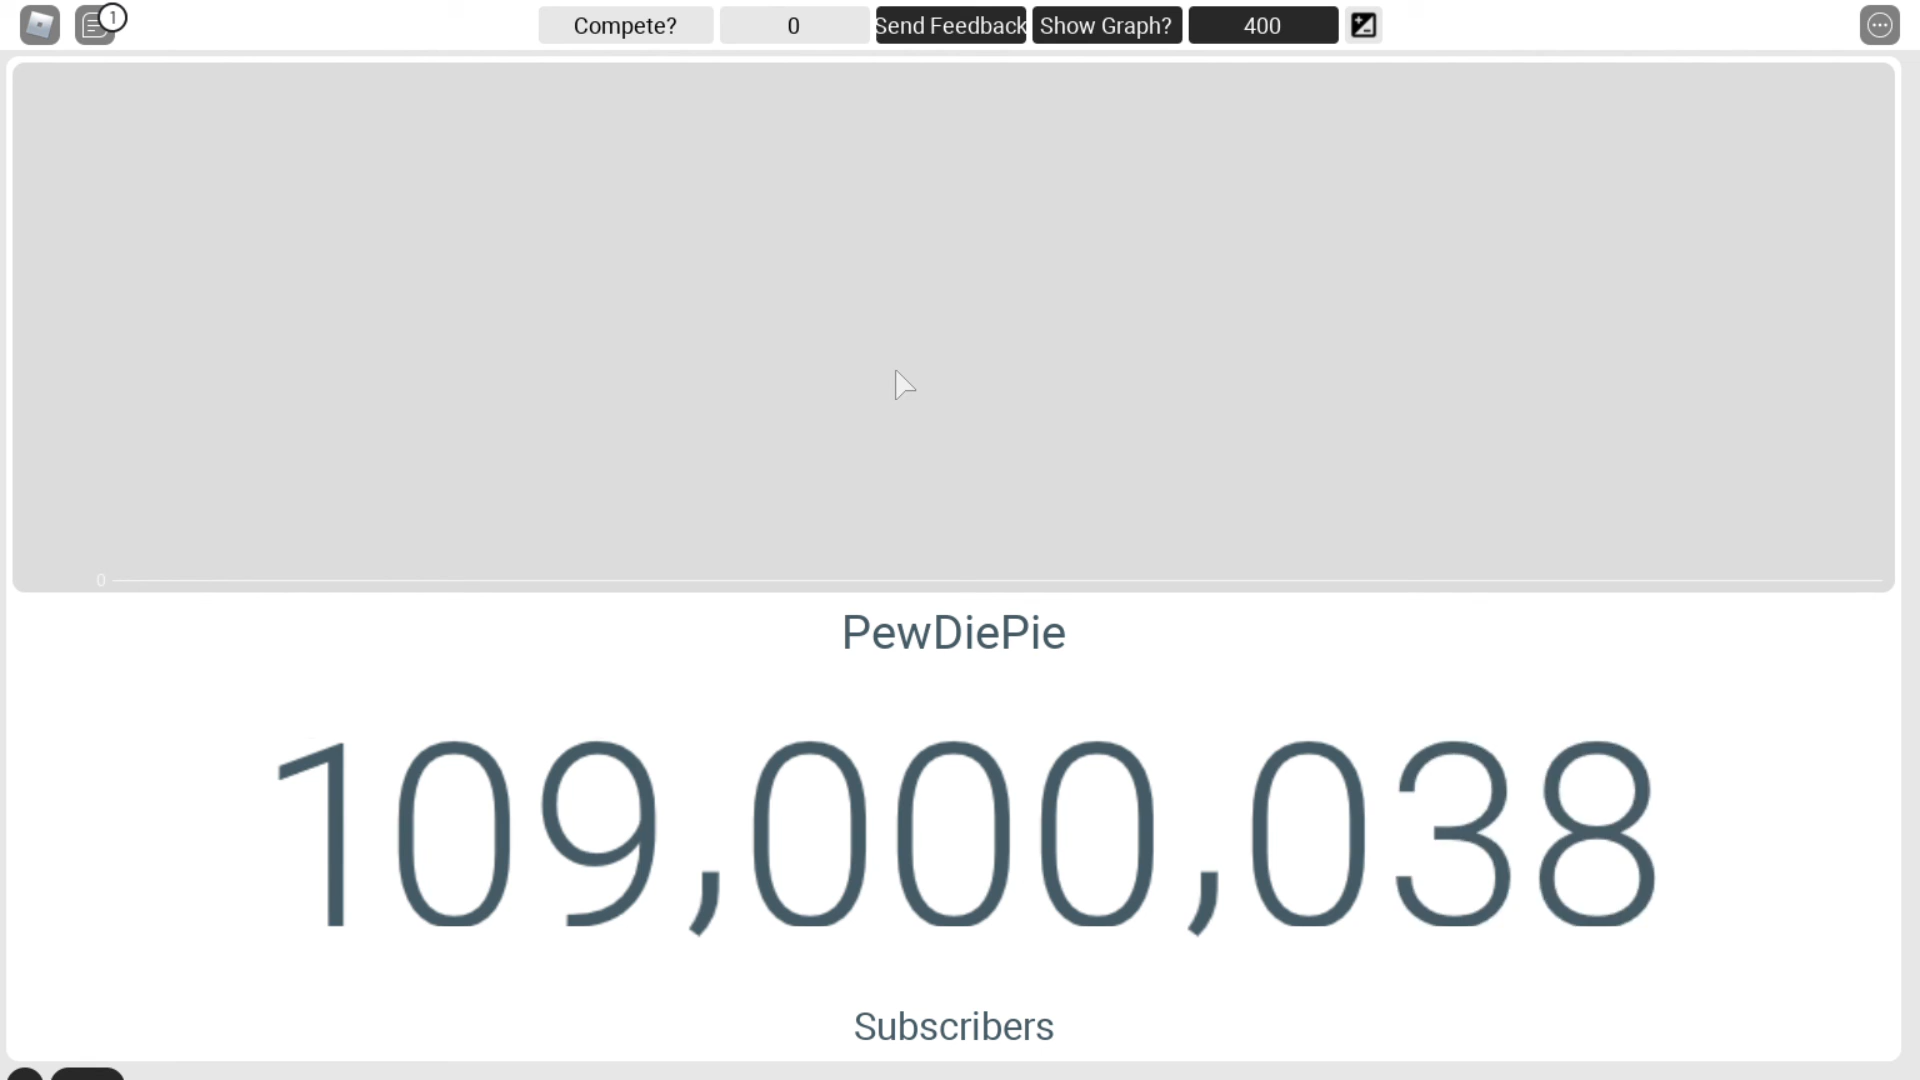 1
Compete? 0 Send Feedback Show Graph? 400
0
PewDiePie
109,000,038
Subscribers